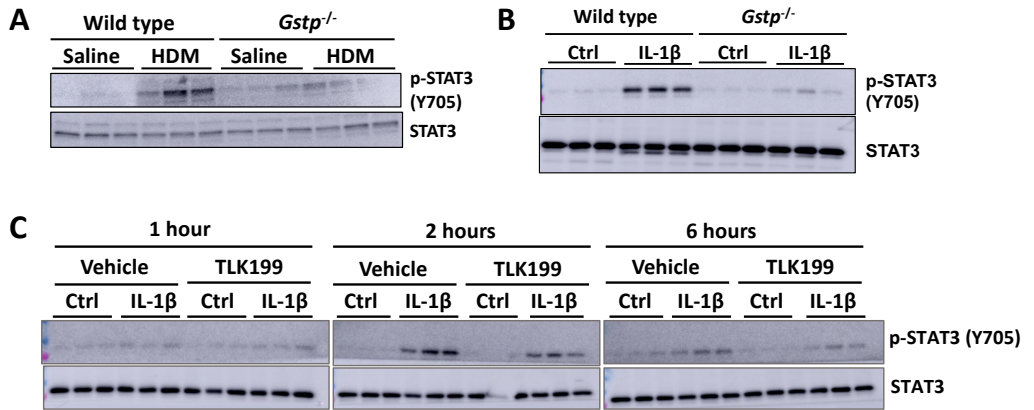 A
Wild type Gstp-/-
Saline HDM Saline HDM
p-STAT3
(Y705)
STAT3
B
Wild type Gstp-/-
Ctrl IL-1β Ctrl IL-1β
p-STAT3
(Y705)
STAT3
C
1 hour 2 hours 6 hours
Vehicle TLK199 Vehicle TLK199 Vehicle TLK199
Ctrl IL-1β Ctrl IL-1β Ctrl IL-1β Ctrl IL-1β Ctrl IL-1β Ctrl IL-1β
p-STAT3 (Y705)
STAT3